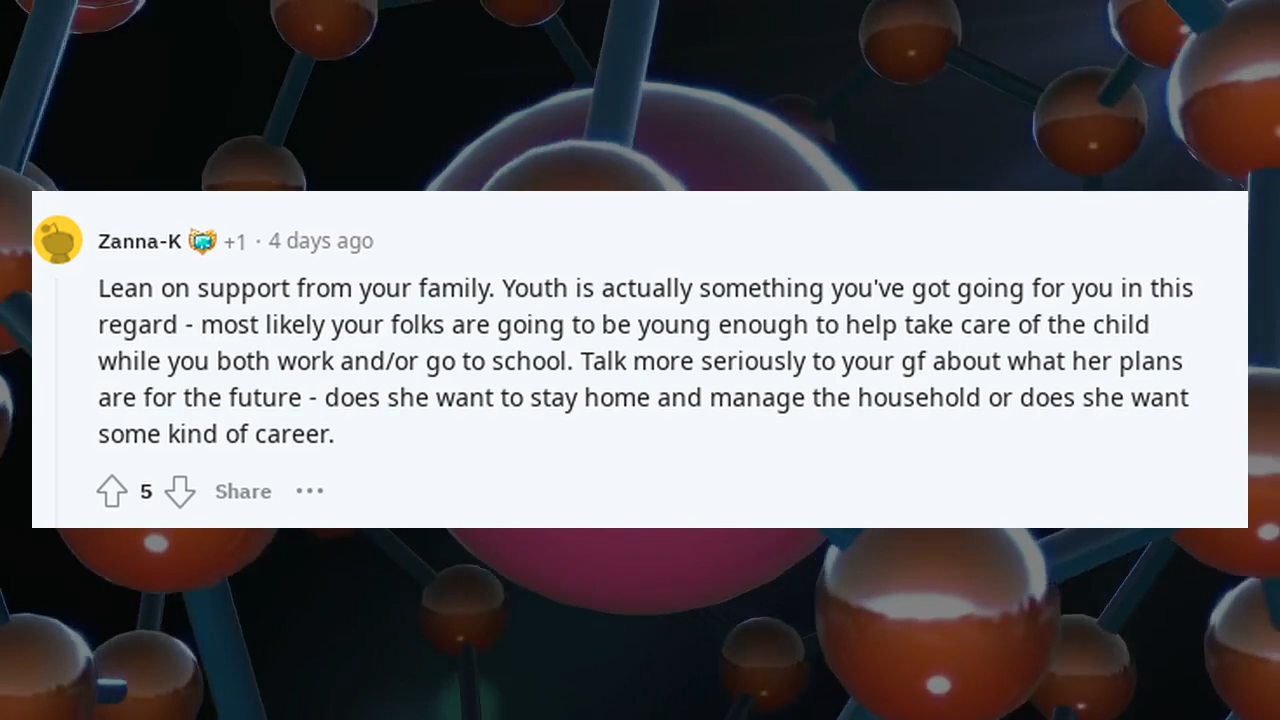 Zanna-K +1 · 4 days ago
Lean on support from your family. Youth is actually something you've got going for you in this
regard - most likely your folks are going to be young enough to help take care of the child
while you both work and/or go to school. Talk more seriously to your gf about what her plans
are for the future - does she want to stay home and manage the household or does she want
some kind of career.
5 Share ...